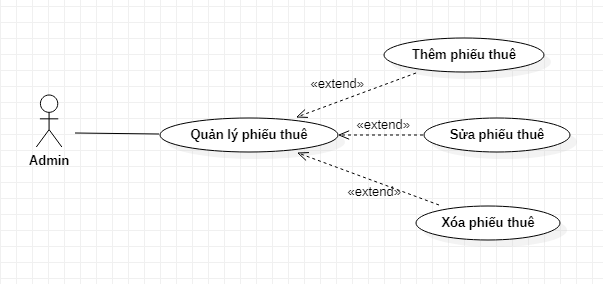 Thêm phiếu thuê
«extend»
Quản lý phiếu thuê
«extend»
Sửa phiếu thuê
Admin
«extend»
Xóa phiếu thuê